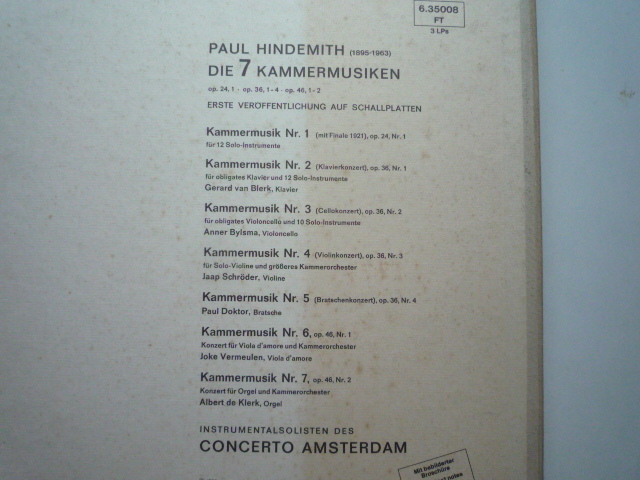 6.35008
FT
3 LPs
PAUL HINDEMITH (1895-1963)
DIE 7 KAMMERMUSIKEN
op. 24, 1 - op. 36, 1-4 - op. 46, 1-2
ERSTE VERÖFFENTLICHUNG AUF SCHALLPLATTEN
Kammermusik Nr. 1 (mit Finale 1921), op. 24, Nr. 1
für 12 Solo-Instrumente
Kammermusik Nr. 2 (Klavierkonzert), op. 36, Nr. 1
für obligates Klavier und 12 Solo-Instrumente
Gerard van Blerk, Klavier
Kammermusik Nr. 3 (Cellokonzert), op. 36, Nr. 2
für obligates Violoncello und 10 Solo-Instrumente
Anner Bylsma, Violoncello
Kammermusik Nr. 4 (Violinkonzert), op. 36, Nr. 3
für Solo-Violine und größeres Kammerorchester
Jaap Schröder, Violine
Kammermusik Nr. 5 (Bratschenkonzert), op. 36, Nr. 4
Paul Doktor, Bratsche
Kammermusik Nr. 6, op. 46, Nr. 1
Konzert für Viola d'amore und Kammerorchester
Joke Vermeulen, Viola d'amore
Kammermusik Nr. 7, op. 46, Nr. 2
Konzert für Orgel und Kammerorchester
Albert de Klerk, Orgel
INSTRUMENTALSOLISTEN DES
CONCERTO AMSTERDAM
Mit bebilderter
Broschüre
notes